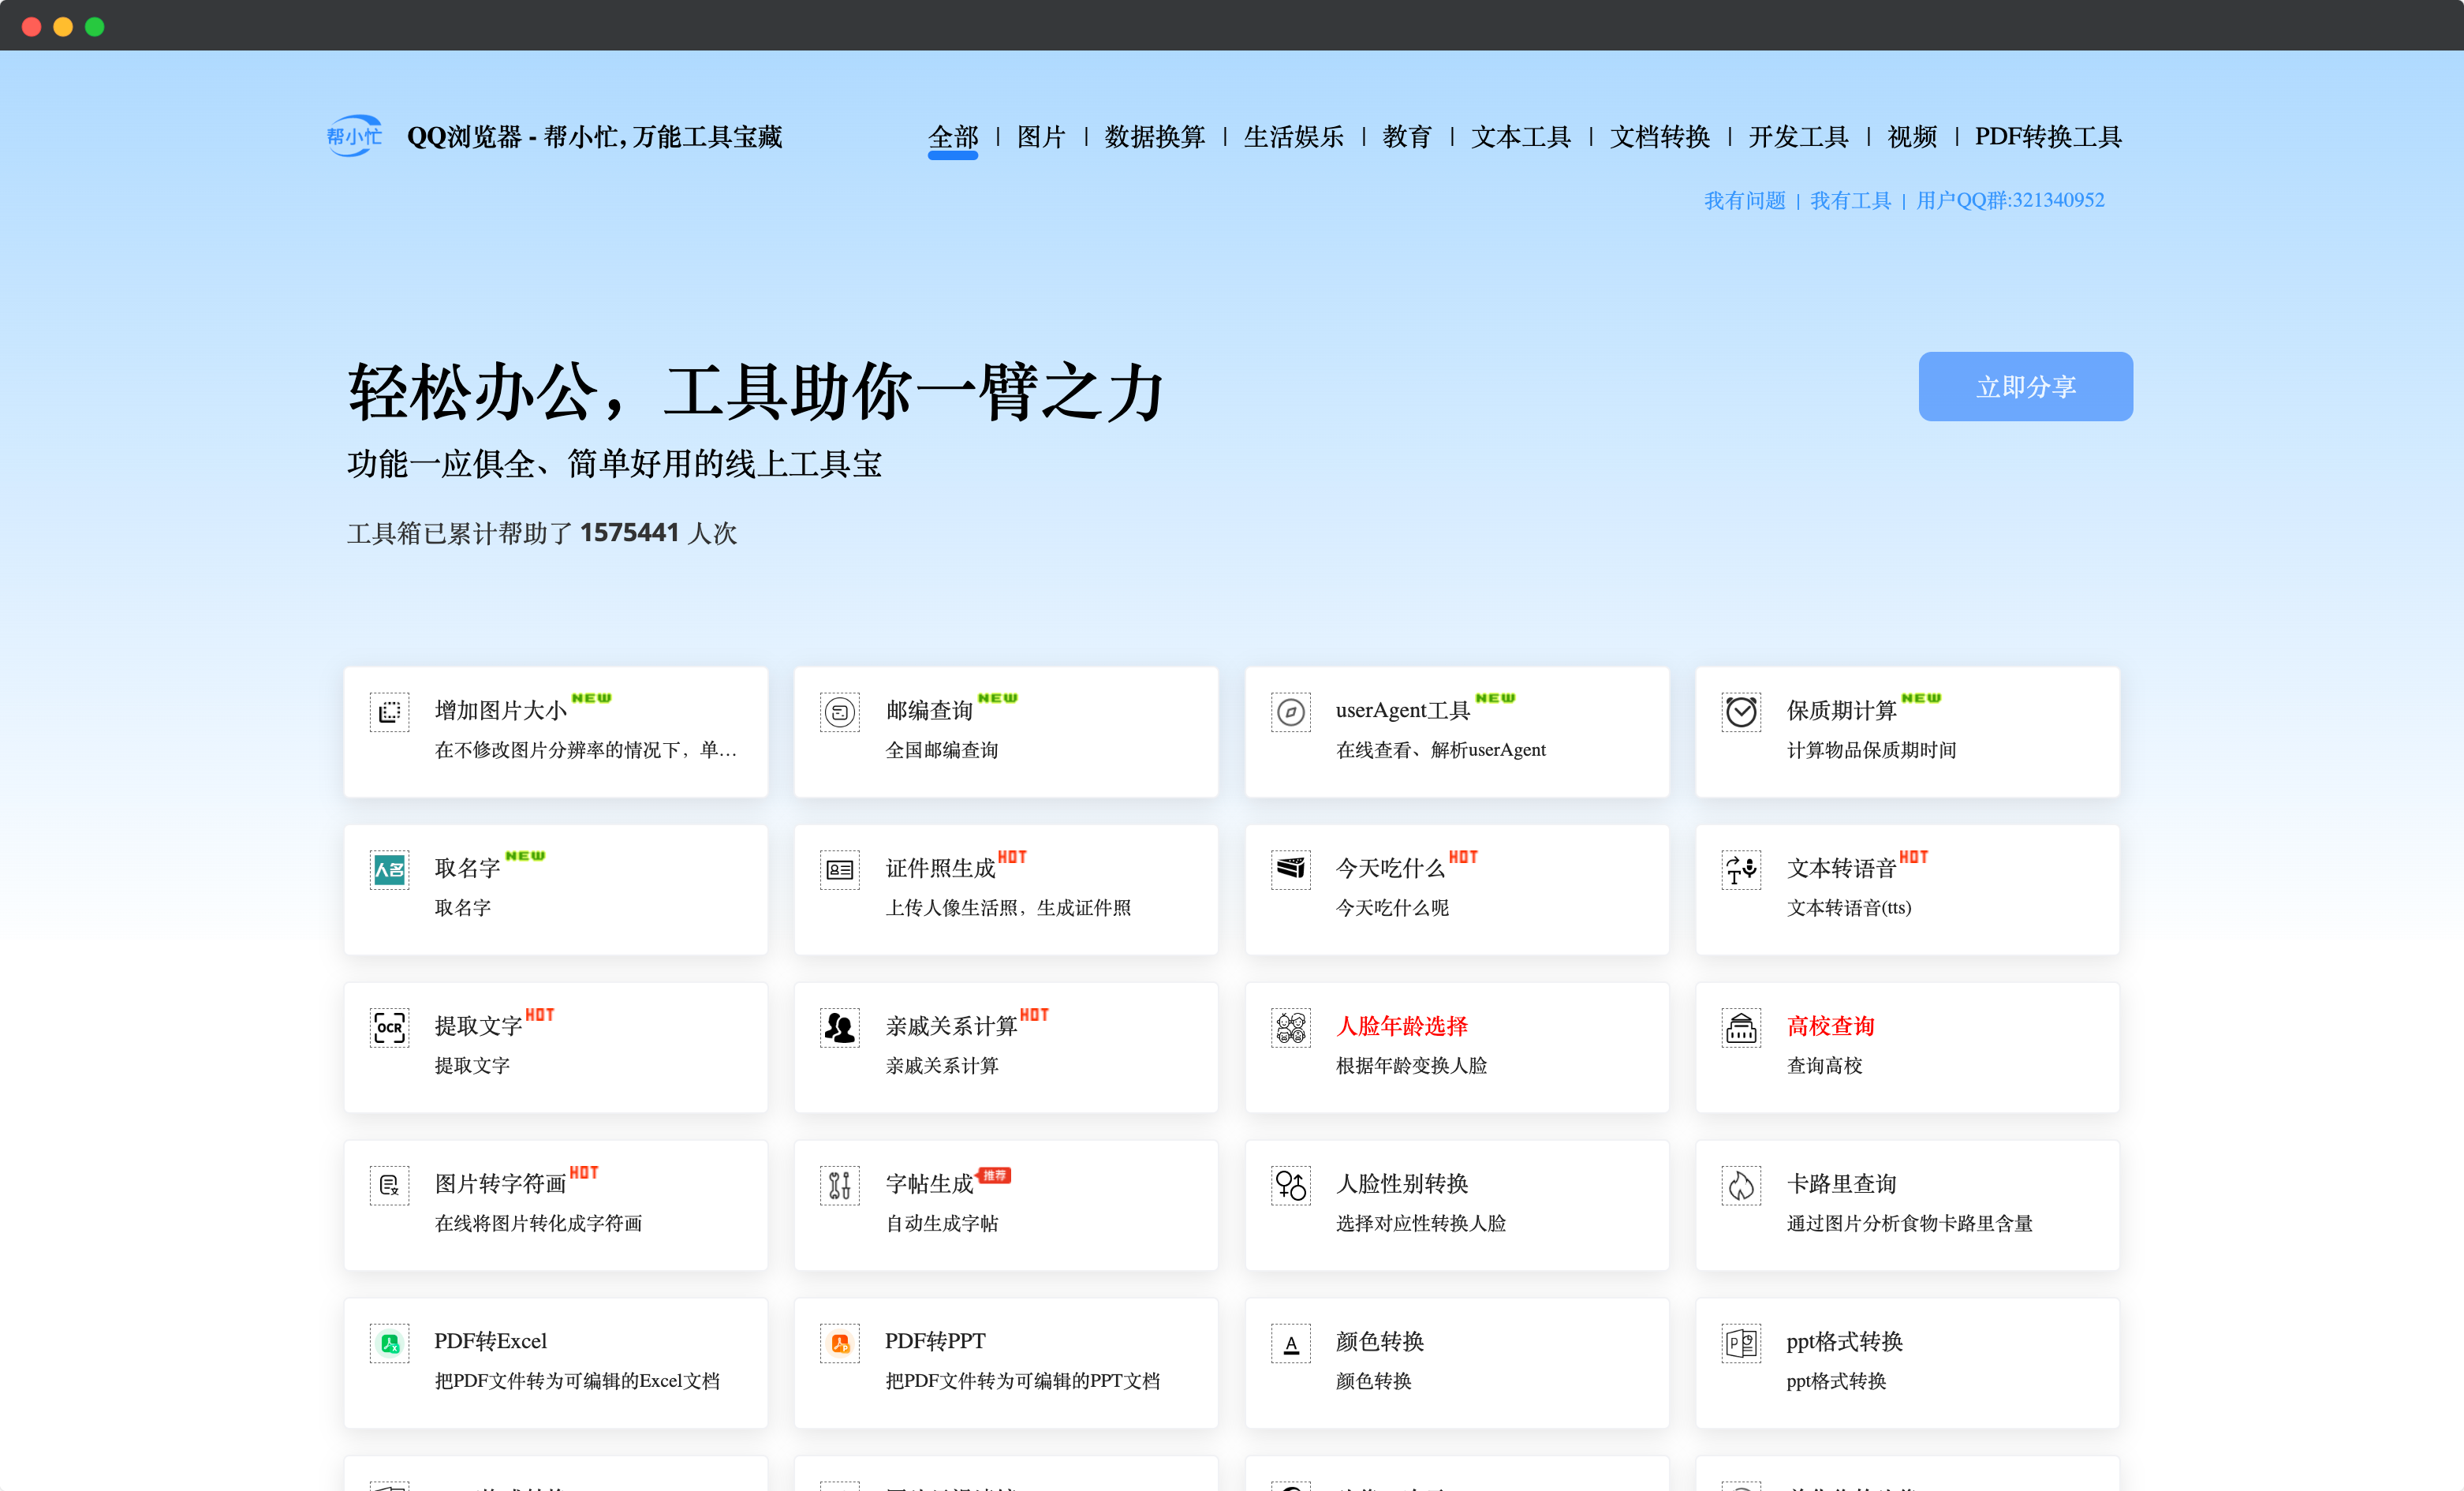 帮小忙 QQ浏览器 - 帮小忙，万能工具宝藏
全部 | 图片 | 数据换算 | 生活娱乐 | 教育 | 文本工具 | 文档转换 | 开发工具 | 视频 | PDF转换工具
我有问题 | 我有工具 | 用户QQ群:321340952
轻松办公，工具助你一臂之力
立即分享
功能一应俱全、简单好用的线上工具宝
工具箱已累计帮助了 1575441 人次
增加图片大小 NEW
在不修改图片分辨率的情况下，单...
邮编查询 NEW
全国邮编查询
userAgent工具 NEW
在线查看、解析userAgent
保质期计算 NEW
计算物品保质期时间
人名
取名字 NEW
取名字
证件照生成 HOT
上传人像生活照，生成证件照
今天吃什么 HOT
今天吃什么呢
文本转语音 HOT
文本转语音(tts)
OCR
提取文字 HOT
提取文字
亲戚关系计算 HOT
亲戚关系计算
人脸年龄选择
根据年龄变换人脸
高校查询
查询高校
图片转字符画 HOT
在线将图片转化成字符画
字帖生成 推荐
自动生成字帖
人脸性别转换
选择对应性转换人脸
卡路里查询
通过图片分析食物卡路里含量
PDF转Excel
把PDF文件转为可编辑的Excel文档
PDF转PPT
把PDF文件转为可编辑的PPT文档
A
颜色转换
颜色转换
P
ppt格式转换
ppt格式转换